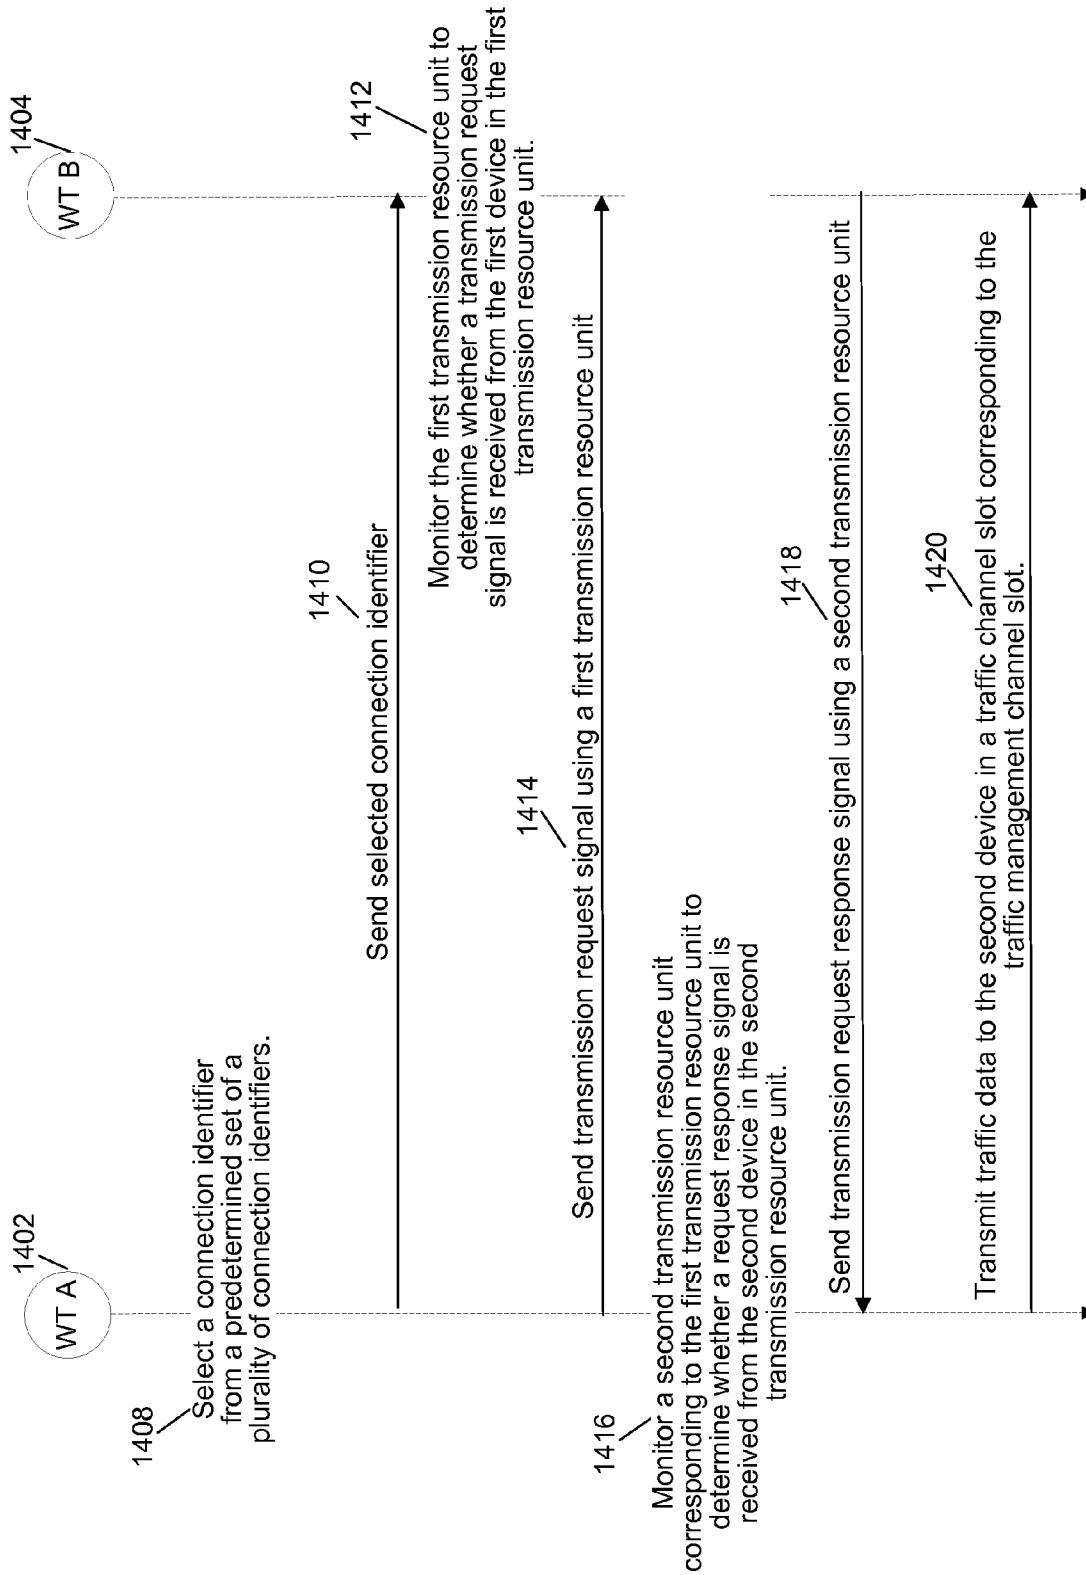 1402
WT A
1404
WT B
1408
Select a connection identifier
from a predetermined set of a
plurality of connection identifiers.
1410
Send selected connection identifier
1412
Monitor the first transmission resource unit to
determine whether a transmission request
signal is received from the first device in the first
transmission resource unit.
1414
Send transmission request signal using a first transmission resource unit
1416
Monitor a second transmission resource unit
corresponding to the first transmission resource unit to
determine whether a request response signal is
received from the second device in the second
transmission resource unit.
1418
Send transmission request response signal using a second transmission resource unit
1420
Transmit traffic data to the second device in a traffic channel slot corresponding to the
traffic management channel slot.